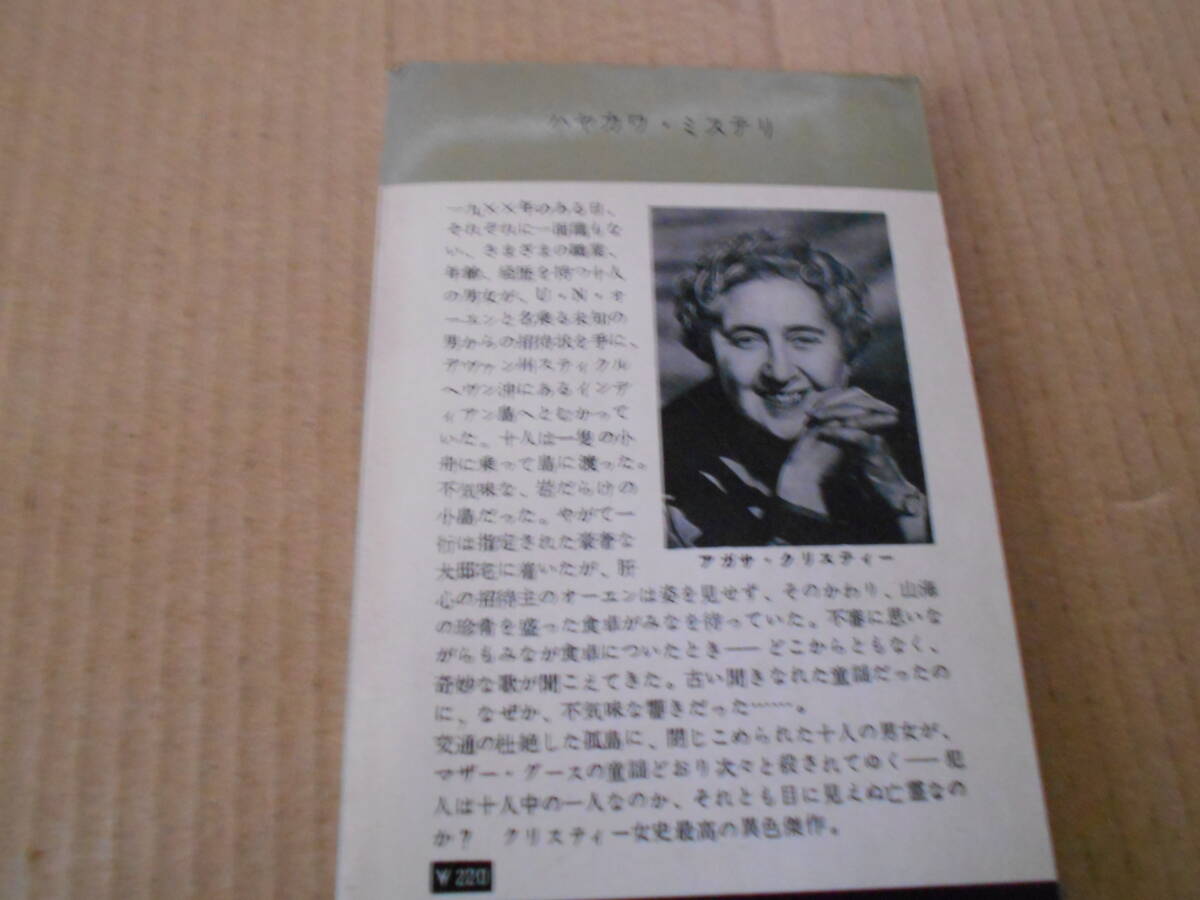 ハヤカワ・ミステリ
一九××年のある日、
それぞれに一面識もな
い、さまざまの職業、
年齢、経歴を持つ十人
の男女が、U・N・オ
ーエンと名乗る未知の
男からの招待状を手に、
デヴァン州スティクル
ヘヴン沖にあるインデ
ィアン島へとむかって
いた。十人は一隻の小
舟に乗って島に渡った。
不気味な、岩だらけの
小島だった。やがて一
行は指定された豪奢な
大邸宅に着いたが、肝
アガサ・クリスティー
心の招待主のオーエンは姿を見せず、そのかわり、山海
の珍肴を盛った食卓がみなを待っていた。不審に思いな
がらもみなが食卓についたとき──どこからともなく、
奇妙な歌が聞こえてきた。古い聞きなれた童謡だったの
に、なぜか、不気味な響きだった……。
交通の杜絶した孤島に、閉じこめられた十人の男女が、
マザー・グースの童謡どおり次々と殺されてゆく──犯
人は十人中の一人なのか、それとも目に見えぬ亡霊なの
か？　クリスティー女史最高の異色傑作。
¥220